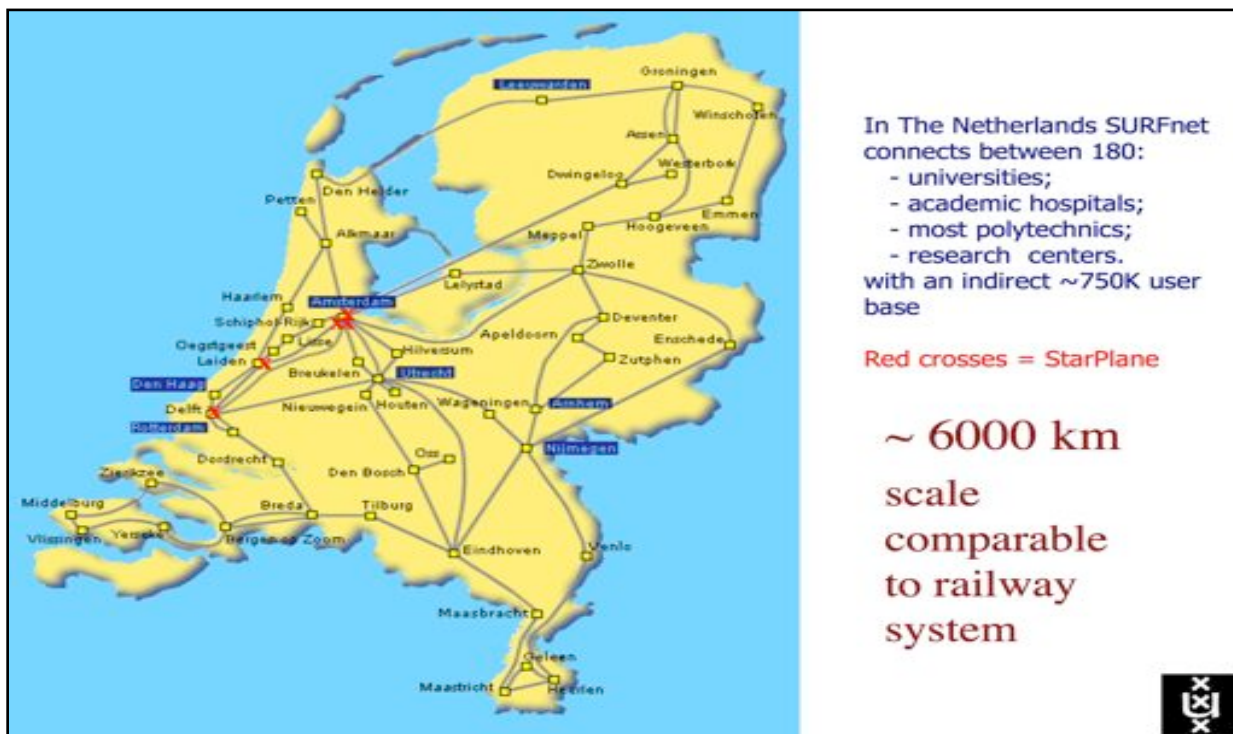 Groningen
Leeuwarden
Winschoten
Assen
Westerbork
Dwingeloo
Den Helder
Petten
Emmen
Hoogeveen
Meppel
Alkmaar
Zwolle
Lelystad
Haarlem
Amsterdam
Schiphol-Rijk
Deventer
Apeldoorn
Enschede
Lisse
Oegstgeest
Hilversum
Zutphen
Leiden
Breukelen
Utrecht
Den Haag
Nieuwegein
Houten
Wageningen
Arnhem
Delft
Rotterdam
Nijmegen
Oss
Dordrecht
Den Bosch
Zierikzee
Middelburg
Breda
Tilburg
Vlissingen
Yerseke
Bergen op Zoom
Eindhoven
Venlo
Maasbracht
Geleen
Maastricht
Heerlen
In The Netherlands SURFnet
connects between 180:
- universities;
- academic hospitals;
- most polytechnics;
- research centers.
with an indirect ~750K user
base
Red crosses = StarPlane
~ 6000 km
scale
comparable
to railway
system